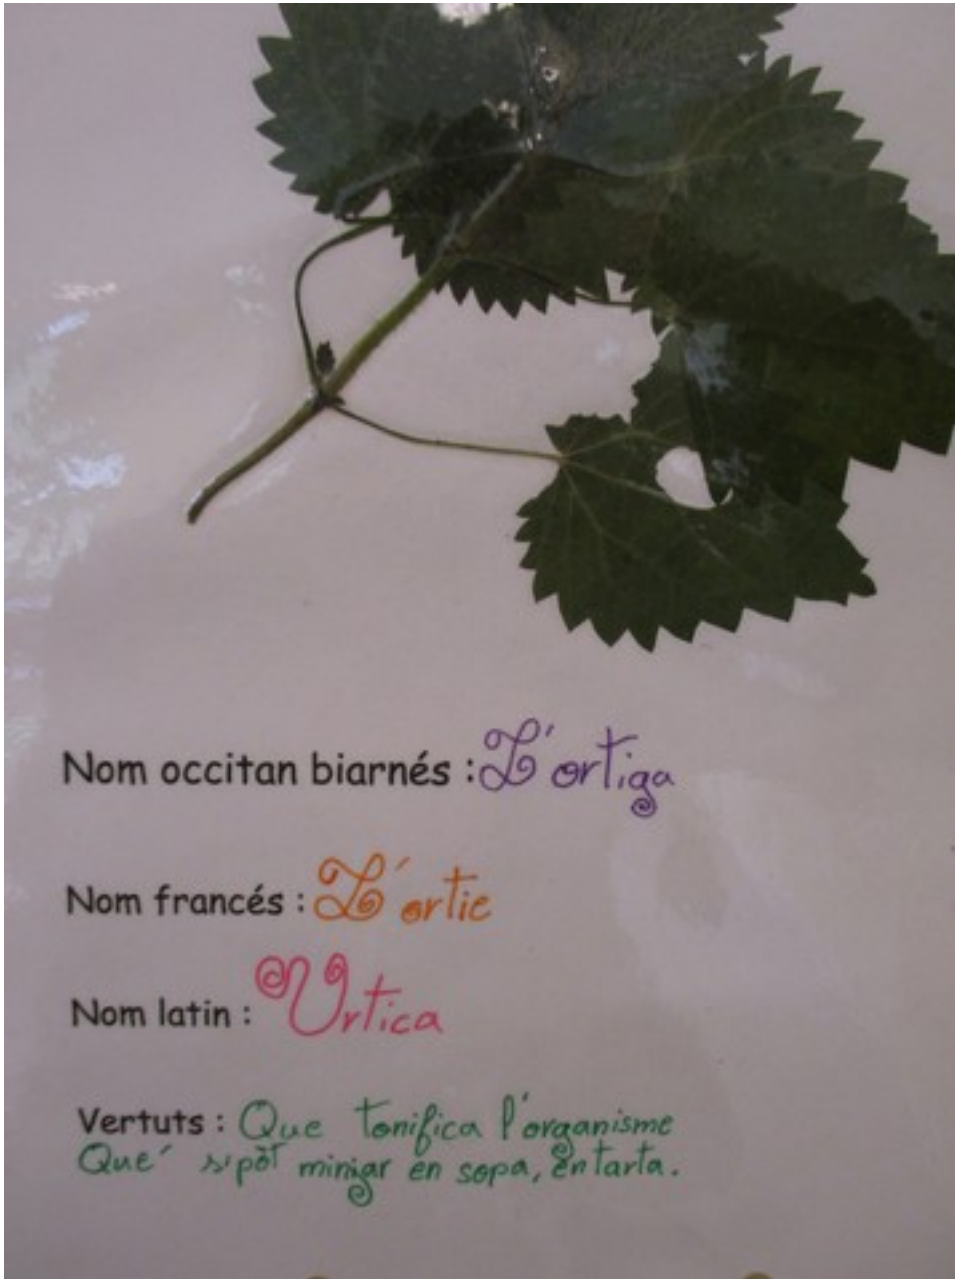 Nom occitan biarnés : L'ortiga
Nom francés : L'ortie
Nom latin : Urtica
Vertuts : Que tonifica l'organisme
Que' s pòt minjar en sopa, en tarta.